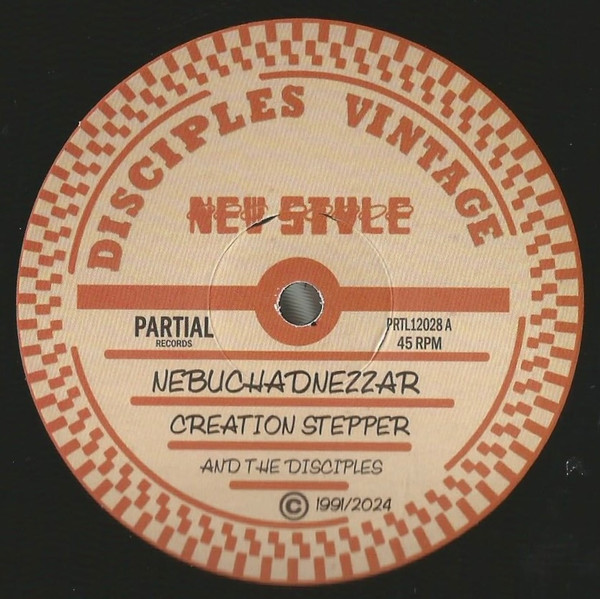 DISCIPLES VINTAGE
NEW STYLE
PARTIAL
RECORDS
PRTL12028 A
45 RPM
NEBUCHADNEZZAR
CREATION STEPPER
AND THE DISCIPLES
© 1991/2024